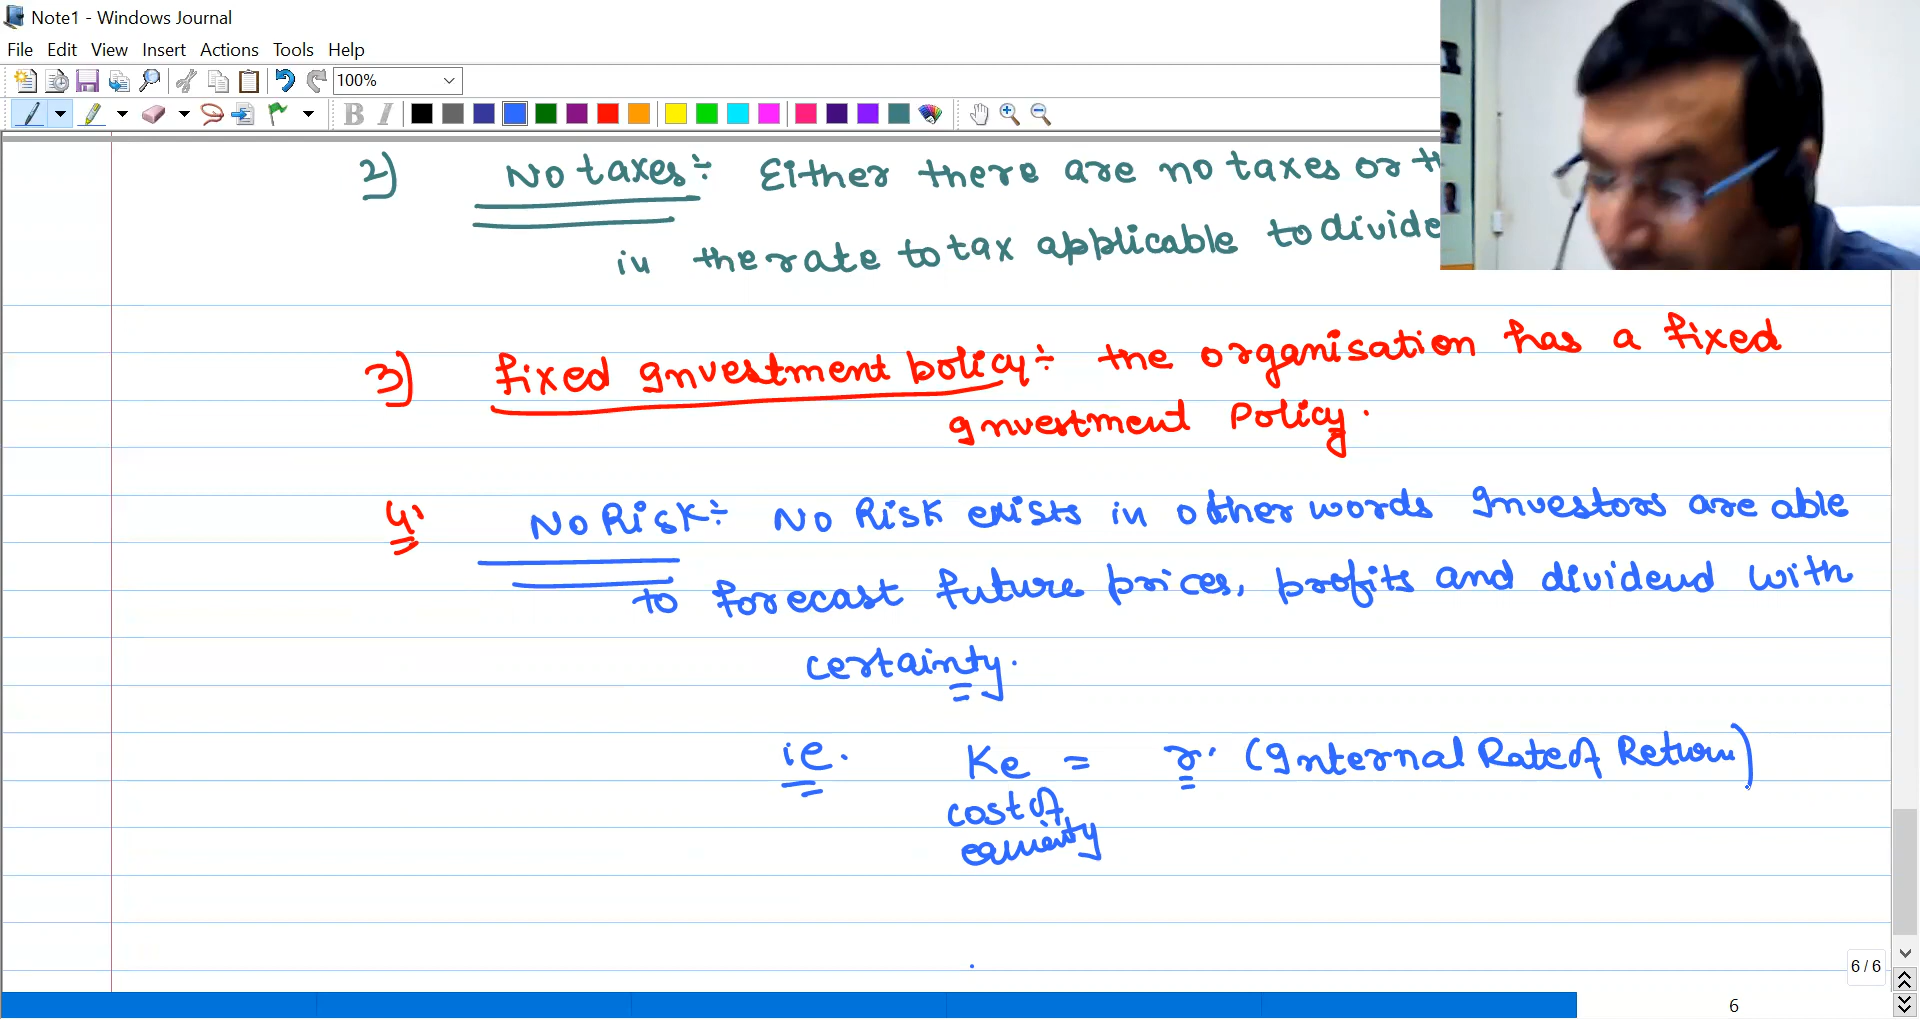 Note1 - Windows Journal
File Edit View Insert Actions Tools Help
100%
B I
2) No taxes:- Either there are no taxes or th
in the rate to tax applicable to divide
3) Fixed Investment policy:- the organisation has a fixed
Investment Policy.
4. No Risk:- No Risk exists in other words Investors are able
to forecast future prices, profits and dividend with
certainty.
ie. Ke = r. (Internal Rate of Return)
cost of
equity
6 / 6
6